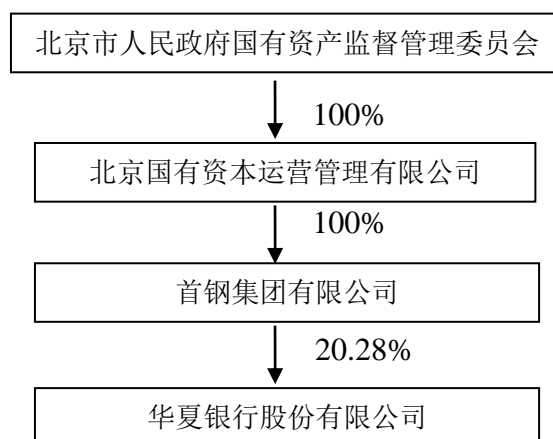 北京市人民政府国有资产监督管理委员会
100%
北京国有资本运营管理有限公司
100%
首钢集团有限公司
20.28%
华夏银行股份有限公司